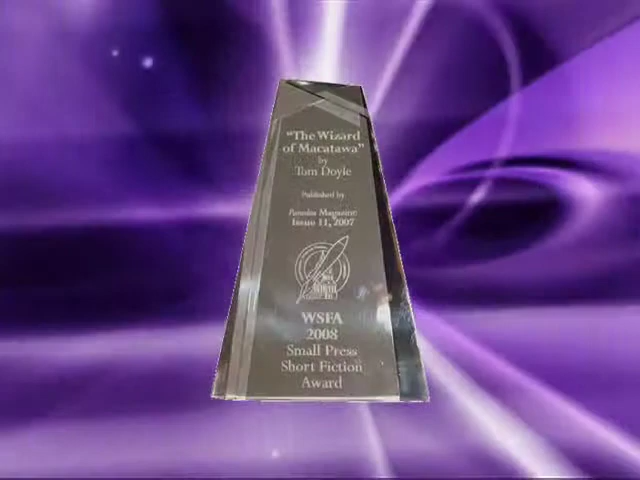 "The Wizard
of Macatawa"
by
Tom Doyle
Published by
Paradox Magazine
Issue 11, 2007
WSFA
2008
Small Press
Short Fiction
Award